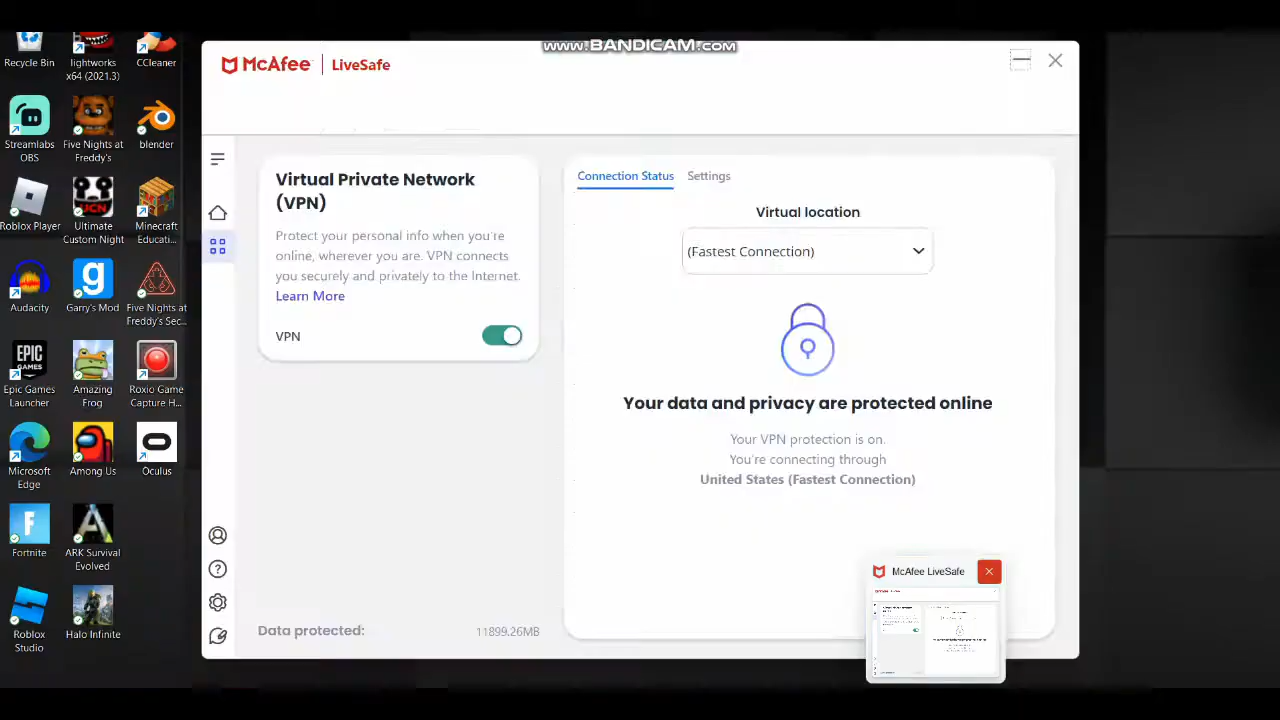 www.BANDICAM.com
Recycle Bin
lightworks
x64 (2021.3)
CCleaner
Streamlabs
OBS
Five Nights at
Freddy's
blender
Roblox Player
UCN
Ultimate
Custom Night
Minecraft
Educati...
Audacity
Garry's Mod
Five Nights at
Freddy's Sec...
EPIC
GAMES
Epic Games
Launcher
Amazing
Frog
Roxio Game
Capture H...
Microsoft
Edge
Among Us
Oculus
Fortnite
ARK Survival
Evolved
Roblox
Studio
Halo Infinite
McAfee | LiveSafe
Virtual Private Network
(VPN)
Protect your personal info when you're
online, wherever you are. VPN connects
you securely and privately to the Internet.
Learn More
VPN
Data protected: 11899.26MB
Connection Status Settings
Virtual location
(Fastest Connection)
Your data and privacy are protected online
Your VPN protection is on.
You're connecting through
United States (Fastest Connection)
McAfee LiveSafe